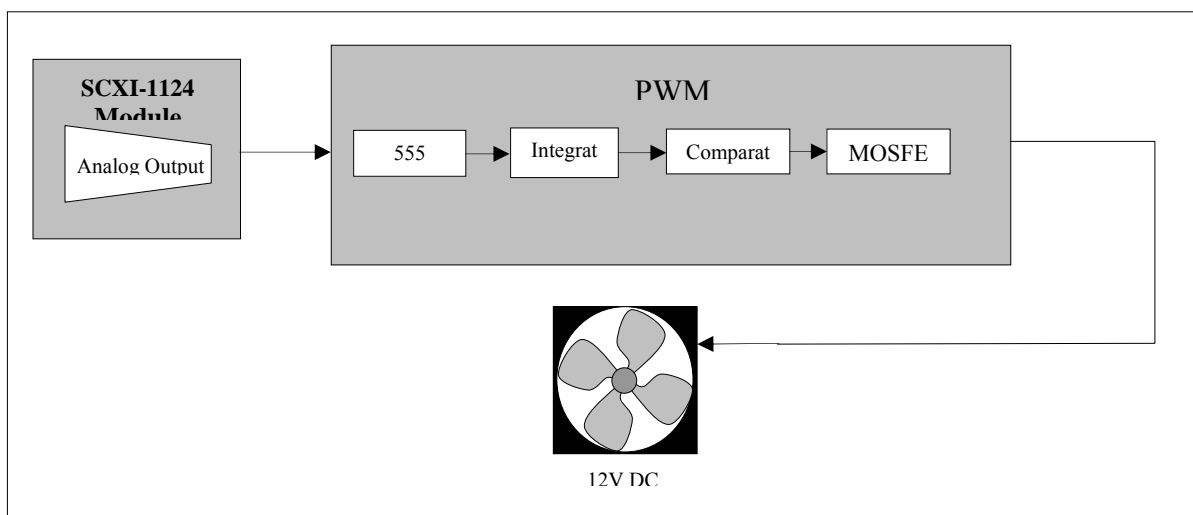 SCXI-1124
Module
Analog Output
PWM
555
Integrat
Comparat
MOSFE
12V DC